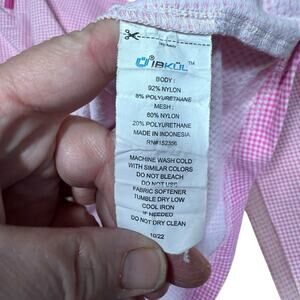 IBKÜL™
BODY:
92% NYLON
8% POLYURETHANE
MESH:
80% NYLON
20% POLYURETHANE
MADE IN INDONESIA
RN#152356
MACHINE WASH COLD
WITH SIMILAR COLORS
DO NOT BLEACH
DO NOT USE
FABRIC SOFTENER
TUMBLE DRY LOW
COOL IRON
IF NEEDED
DO NOT DRY CLEAN
10/22